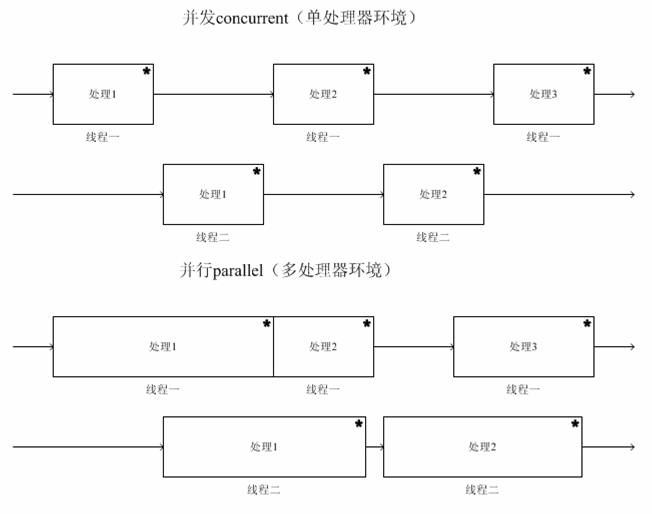 并发concurrent（单处理器环境）
* * *
处理1 处理2 处理3
线程一 线程一 线程一
* *
处理1 处理2
线程二 线程二
并行parallel（多处理器环境）
* * *
处理1 处理2 处理3
线程一 线程一 线程一
* *
处理1 处理2
线程二 线程二